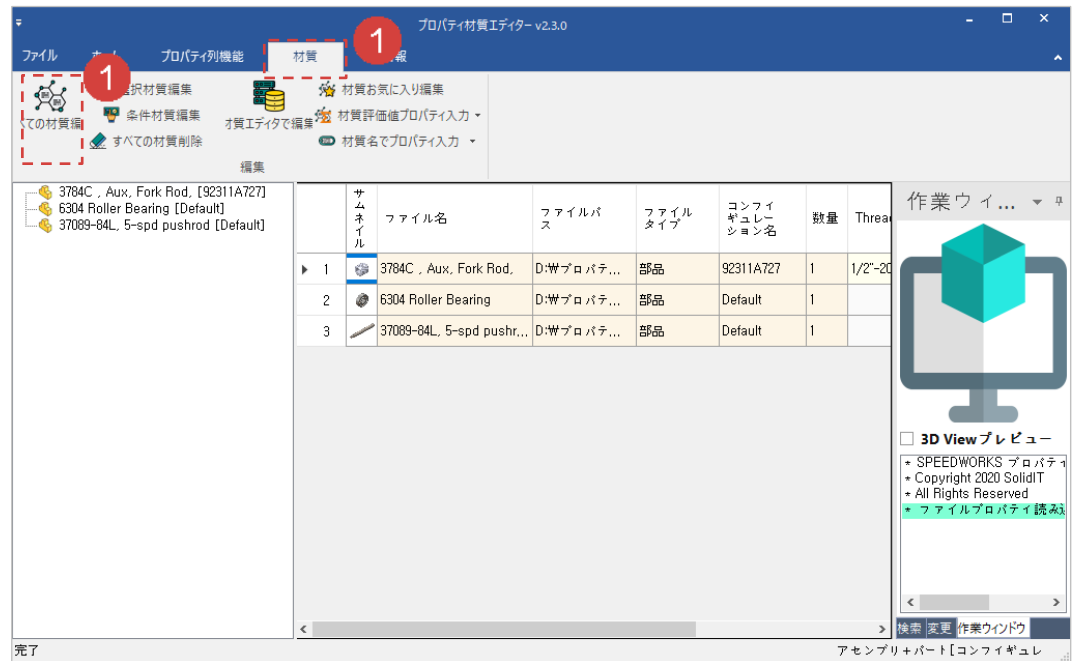 プロパティ材質エディター v2.3.0
ファイル
プロパティ列機能
材質
報
1
1
選択材質編集
条件材質編集
すべての材質削除
ての材質編
材質エディタで編集
材質お気に入り編集
材質評価値プロパティ入力
材質名でプロパティ入力
編集
3784C , Aux, Fork Rod, [92311A727]
6304 Roller Bearing [Default]
37089-84L, 5-spd pushrod [Default]
サムネイル ファイル名 ファイルパス ファイルタイプ コンフィギュレーション名 数量 Thread
1 3784C , Aux, Fork Rod, D:₩プロパテ... 部品 92311A727 1 1/2"-20
2 6304 Roller Bearing D:₩プロパテ... 部品 Default 1
3 37089-84L, 5-spd pushr... D:₩プロパテ... 部品 Default 1
作業ウィ...
3D Viewプレビュー
* SPEEDWORKS プロパティ
* Copyright 2020 SolidIT
* All Rights Reserved
* ファイルプロパティ読み込
検索 変更 作業ウィンドウ
完了
アセンブリ+パート[コンフィギュレ